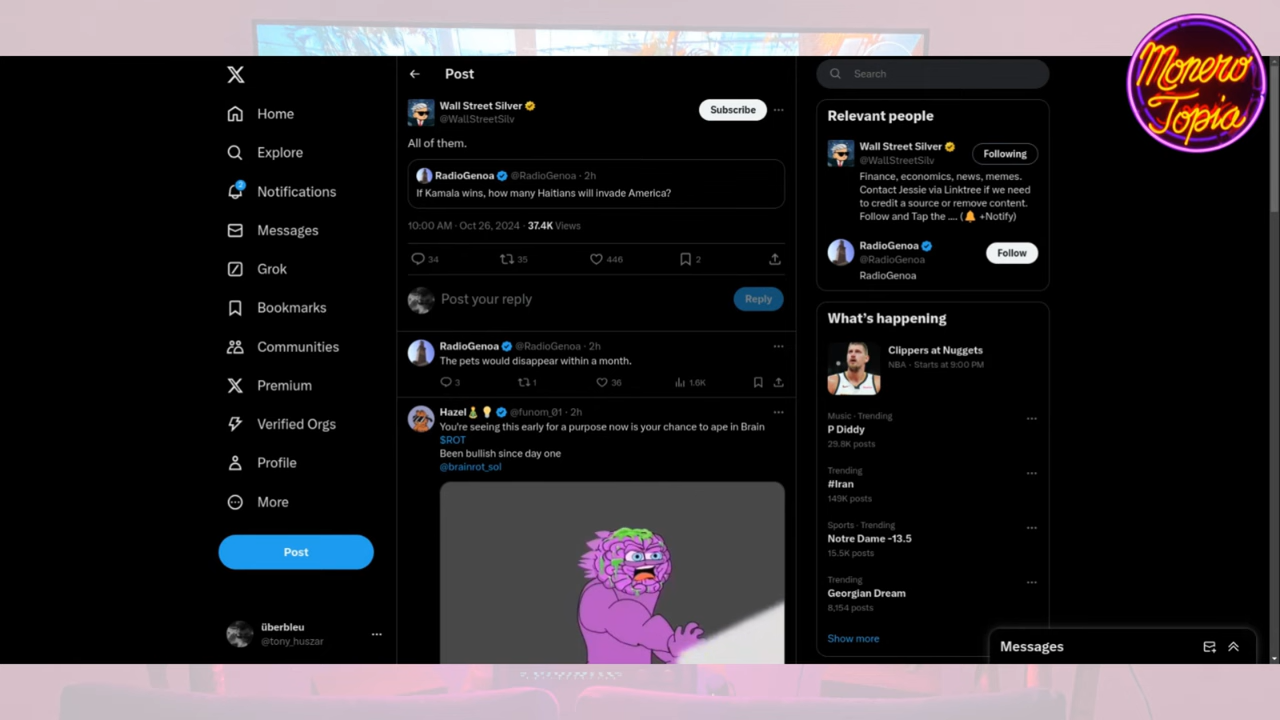 Monero
Topia
Home
Explore
2
Notifications
Messages
Grok
Bookmarks
Communities
Premium
Verified Orgs
Profile
More
Post
überbleu
@tony_huszar
Post
Wall Street Silver
@WallStreetSilv
Subscribe
All of them.
RadioGenoa @RadioGenoa · 2h
If Kamala wins, how many Haitians will invade America?
10:00 AM · Oct 26, 2024 · 37.4K Views
34 35 446 2
Post your reply
Reply
RadioGenoa @RadioGenoa · 2h
The pets would disappear within a month.
3 1 36 1.6K
Hazel @funom_01 · 2h
You're seeing this early for a purpose now is your chance to ape in Brain
$ROT
Been bullish since day one
@brainrot_sol
Search
Relevant people
Wall Street Silver
@WallStreetSilv
Following
Finance, economics, news, memes.
Contact Jessie via Linktree if we need
to credit a source or remove content.
Follow and Tap the .... (🔔 +Notify)
RadioGenoa
@RadioGenoa
Follow
RadioGenoa
What's happening
Clippers at Nuggets
NBA · Starts at 9:00 PM
Music · Trending
P Diddy
29.8K posts
Trending
#Iran
149K posts
Sports · Trending
Notre Dame -13.5
15.5K posts
Trending
Georgian Dream
8,154 posts
Show more
Messages